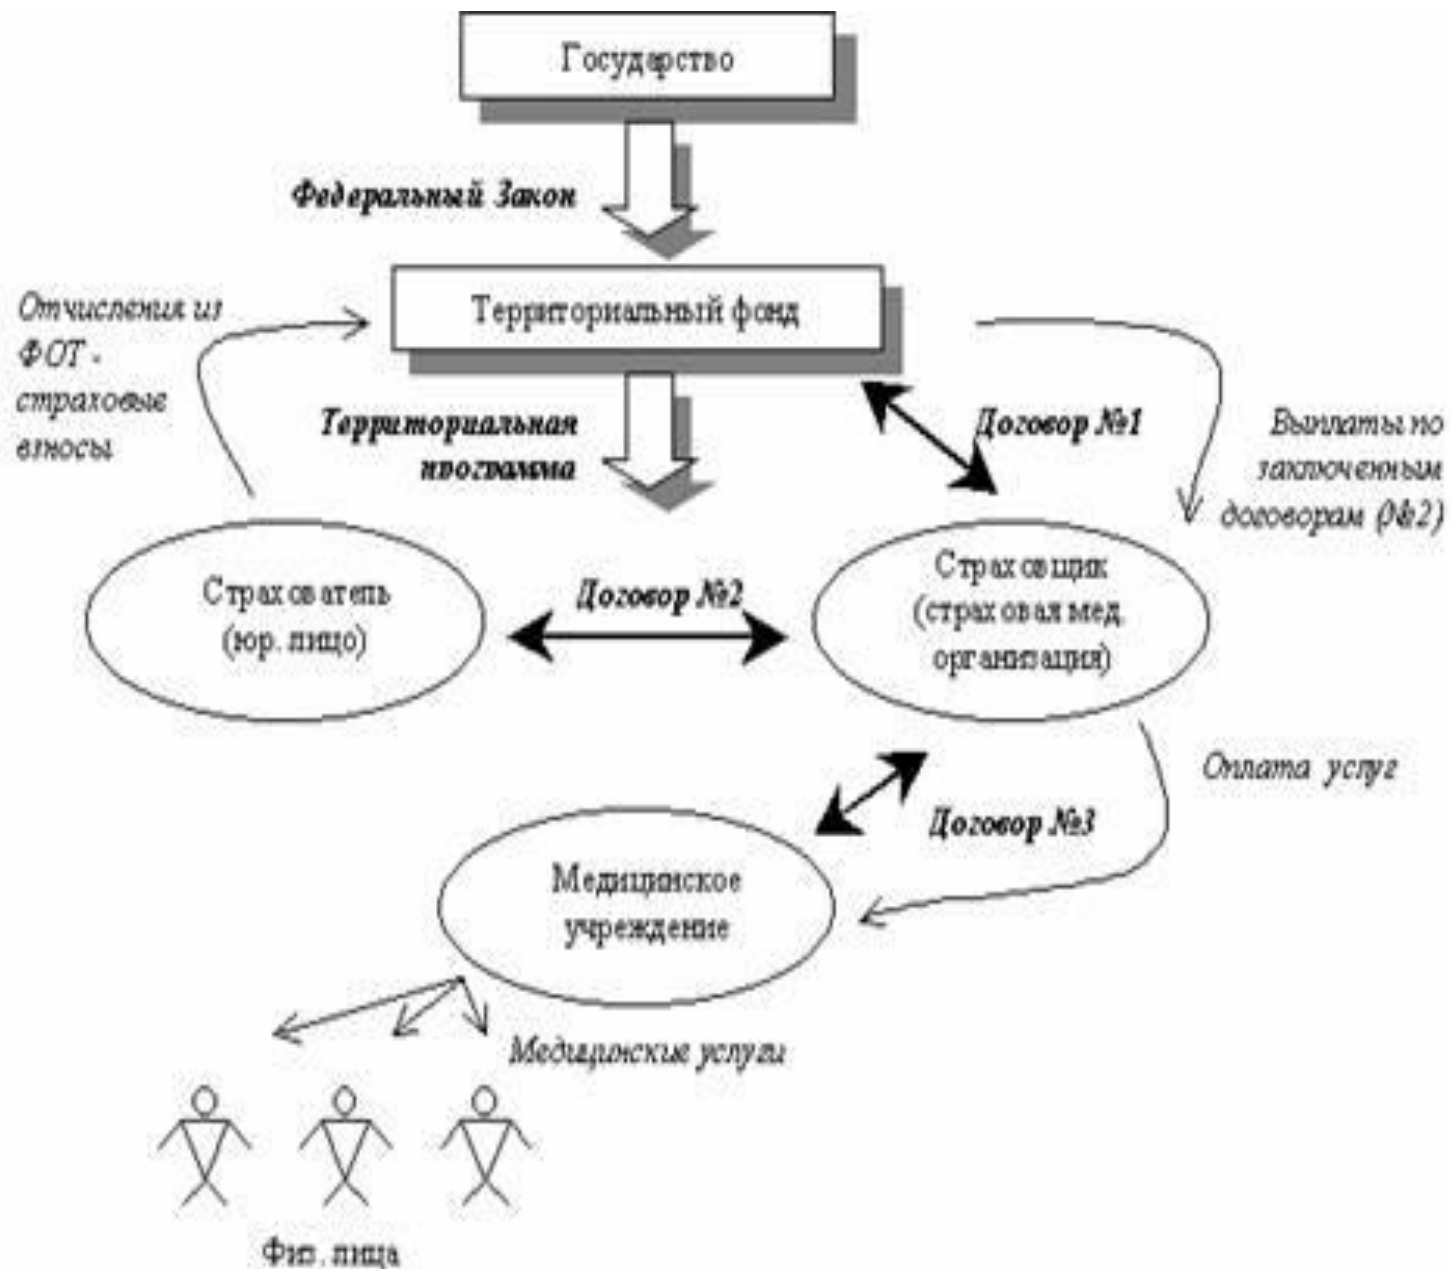 Государство
Федеральный Закон
Отчисления из
ФОТ -
страховые
взносы
Территориальный фонд
Территориальная
программа
Договор №1
Выплаты по
заключенным
договорам (№2)
Страхователь
(юр. лицо)
Договор №2
Страховщик
(страховая мед.
организация)
Оплата услуг
Договор №3
Медицинское
учреждение
Медицинские услуги
Физ. лица